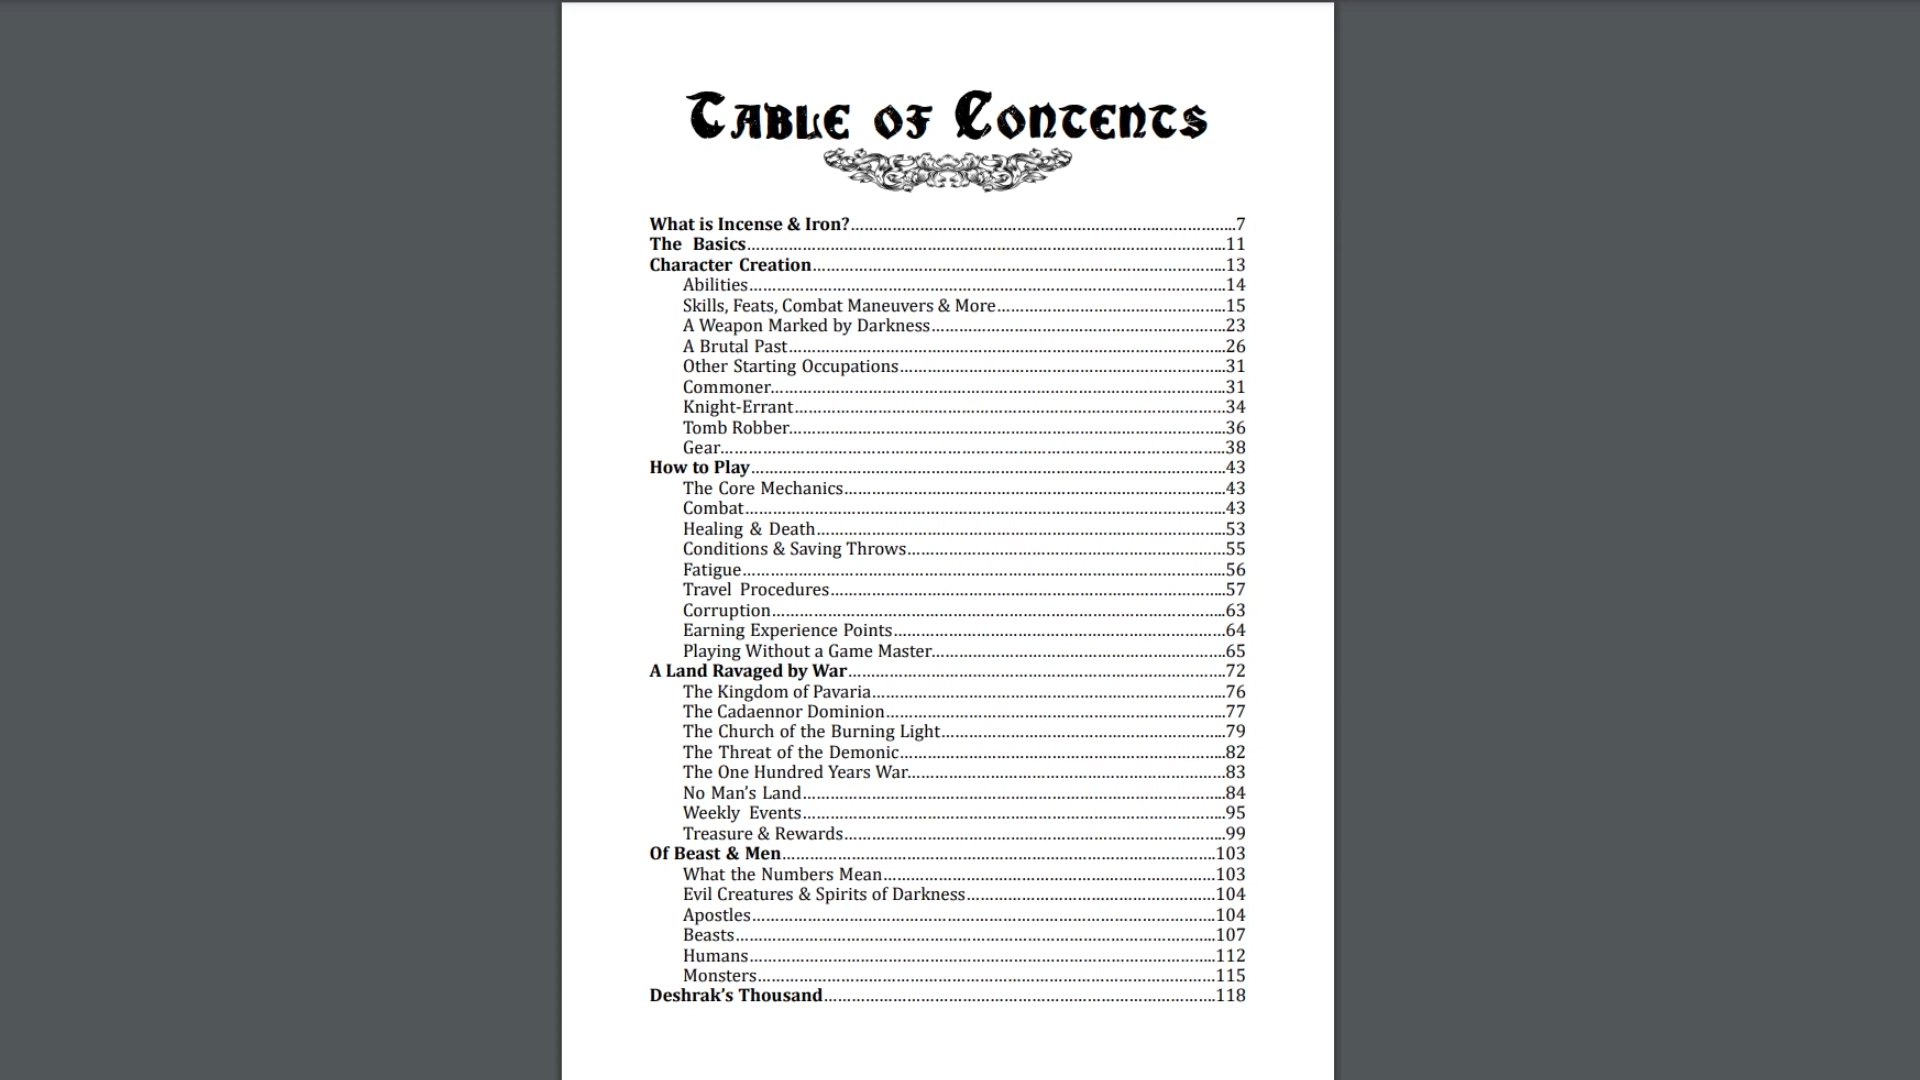 Table of Contents
What is Incense & Iron?..........7
The Basics..........11
Character Creation..........13
Abilities..........14
Skills, Feats, Combat Maneuvers & More..........15
A Weapon Marked by Darkness..........23
A Brutal Past..........26
Other Starting Occupations..........31
Commoner..........31
Knight-Errant..........34
Tomb Robber..........36
Gear..........38
How to Play..........43
The Core Mechanics..........43
Combat..........43
Healing & Death..........53
Conditions & Saving Throws..........55
Fatigue..........56
Travel Procedures..........57
Corruption..........63
Earning Experience Points..........64
Playing Without a Game Master..........65
A Land Ravaged by War..........72
The Kingdom of Pavaria..........76
The Cadaennor Dominion..........77
The Church of the Burning Light..........79
The Threat of the Demonic..........82
The One Hundred Years War..........83
No Man’s Land..........84
Weekly Events..........95
Treasure & Rewards..........99
Of Beast & Men..........103
What the Numbers Mean..........103
Evil Creatures & Spirits of Darkness..........104
Apostles..........104
Beasts..........107
Humans..........112
Monsters..........115
Deshrak’s Thousand..........118